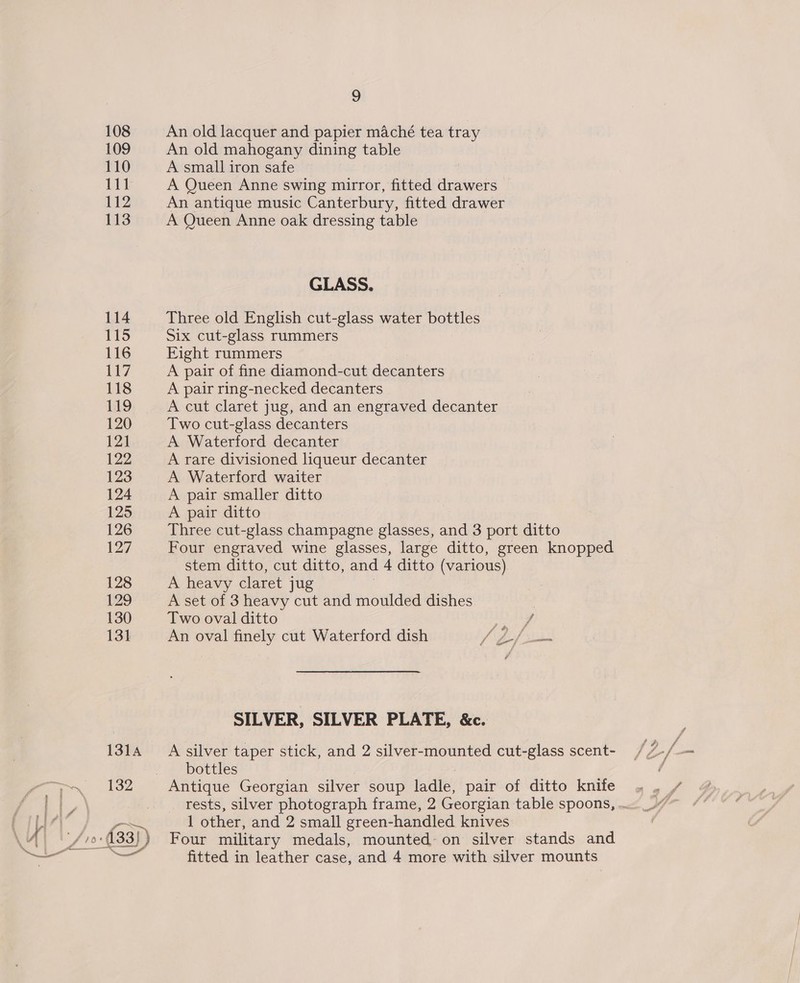 9
108 An old lacquer and papier mâché tea tray
109 An old mahogany dining table
110 A small iron safe
111 A Queen Anne swing mirror, fitted drawers
112 An antique music Canterbury, fitted drawer
113 A Queen Anne oak dressing table
GLASS.
114 Three old English cut-glass water bottles
115 Six cut-glass rummers
116 Eight rummers
117 A pair of fine diamond-cut decanters
118 A pair ring-necked decanters
119 A cut claret jug, and an engraved decanter
120 Two cut-glass decanters
121 A Waterford decanter
122 A rare divisioned liqueur decanter
123 A Waterford waiter
124 A pair smaller ditto
125 A pair ditto
126 Three cut-glass champagne glasses, and 3 port ditto
127 Four engraved wine glasses, large ditto, green knopped
stem ditto, cut ditto, and 4 ditto (various)
128 A heavy claret jug
129 A set of 3 heavy cut and moulded dishes
130 Two oval ditto
131 An oval finely cut Waterford dish 12/—
SILVER, SILVER PLATE, &c.
131A A silver taper stick, and 2 silver-mounted cut-glass scent- 12/—
bottles
132 Antique Georgian silver soup ladle, pair of ditto knife
rests, silver photograph frame, 2 Georgian table spoons,
1 other, and 2 small green-handled knives
133 Four military medals, mounted on silver stands and
fitted in leather case, and 4 more with silver mounts